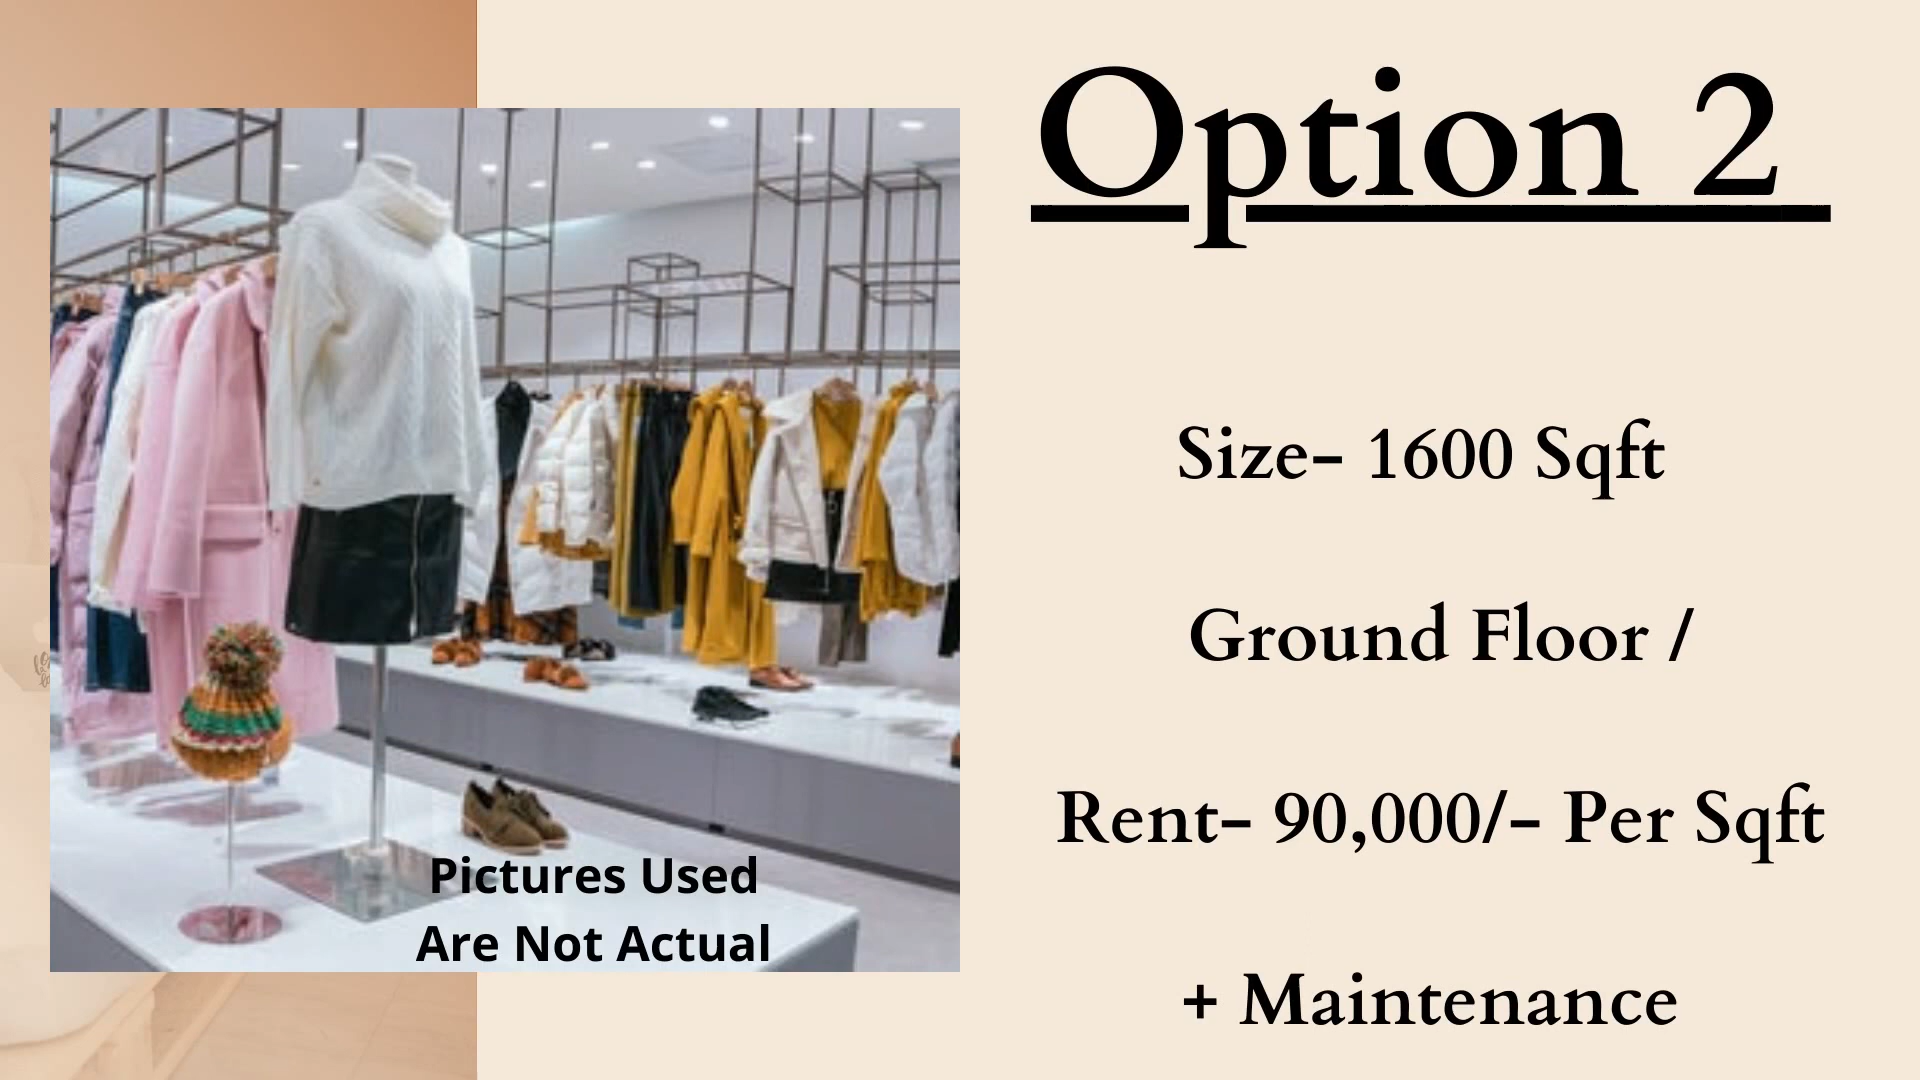 Option 2
Size- 1600 Sqft
Ground Floor /
Rent- 90,000/- Per Sqft
+ Maintenance
Pictures Used
Are Not Actual